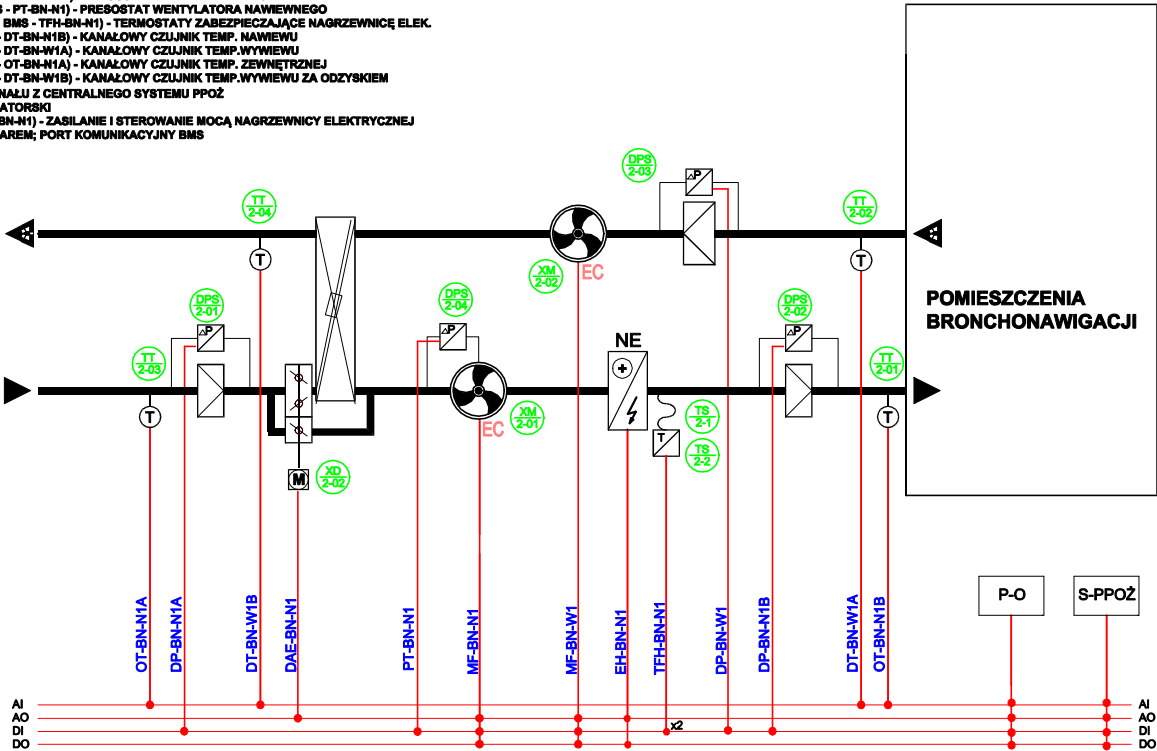 S - PT-BN-N1) - PRESOSTAT WENTYLATORA NAWIEWNEGO
BMS - TFH-BN-N1) - TERMOSTATY ZABEZPIECZAJĄCE NAGRZEWNICĘ ELEK.
- DT-BN-N1B) - KANAŁOWY CZUJNIK TEMP. NAWIEWU
- DT-BN-W1A) - KANAŁOWY CZUJNIK TEMP.WYWIEWU
- OT-BN-N1A) - KANAŁOWY CZUJNIK TEMP. ZEWNĘTRZNEJ
- DT-BN-W1B) - KANAŁOWY CZUJNIK TEMP.WYWIEWU ZA ODZYSKIEM
NAŁU Z CENTRALNEGO SYSTEMU PPOŻ
ATORSKI
BN-N1) - ZASILANIE I STEROWANIE MOCĄ NAGRZEWNICY ELEKTRYCZNEJ
AREM; PORT KOMUNIKACYJNY BMS
DPS
2-03
ΔP
TT
2-04
TT
2-02
T
T
XM
2-02
EC
POMIESZCZENIA
BRONCHONAWIGACJI
DPS
2-01
ΔP
DPS
2-04
ΔP
DPS
2-02
ΔP
NE
TT
2-03
TT
2-01
T
T
XM
2-01
EC
TS
2-1
T
TS
2-2
M
XD
2-02
P-O
S-PPOŻ
OT-BN-N1A
DP-BN-N1A
DT-BN-W1B
DAE-BN-N1
PT-BN-N1
MF-BN-N1
MF-BN-W1
EH-BN-N1
TFH-BN-N1
DP-BN-W1
DP-BN-N1B
DT-BN-W1A
OT-BN-N1B
x2
AI
AO
DI
DO
AI
AO
DI
DO